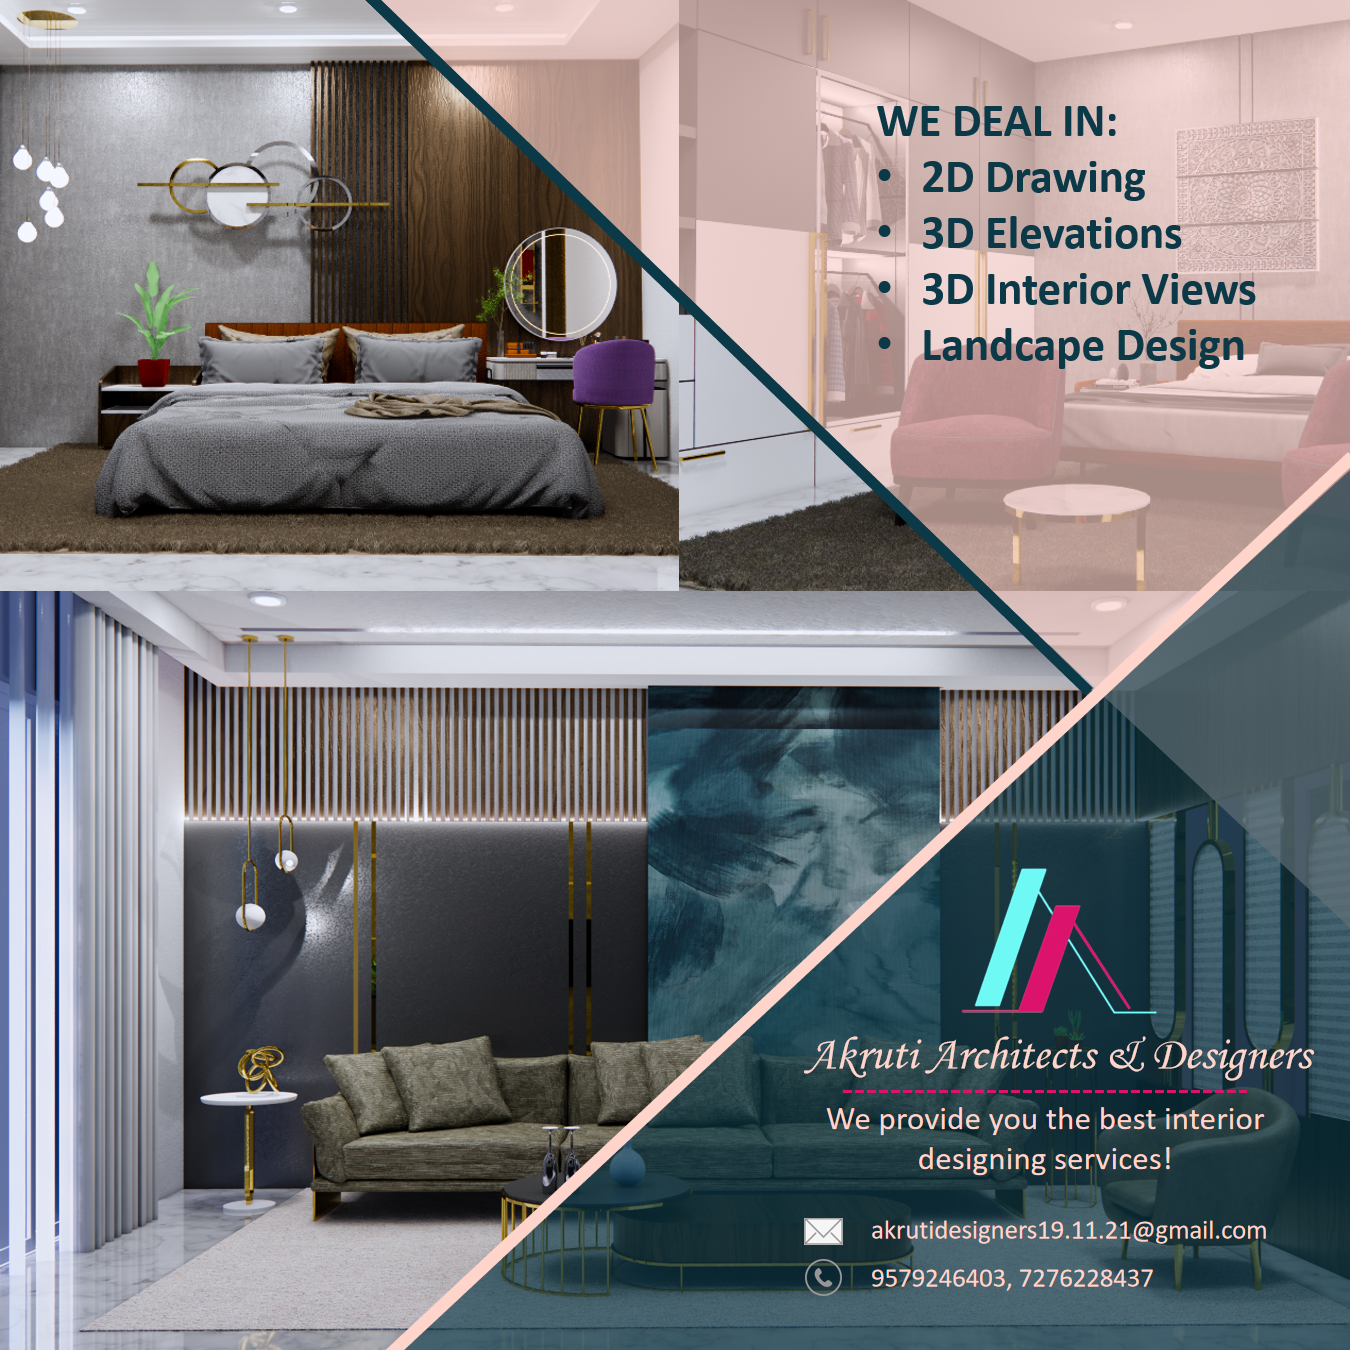 WE DEAL IN:
• 2D Drawing
• 3D Elevations
• 3D Interior Views
• Landcape Design
Akruti Architects & Designers
We provide you the best interior
designing services!
akrutidesigners19.11.21@gmail.com
9579246403, 7276228437